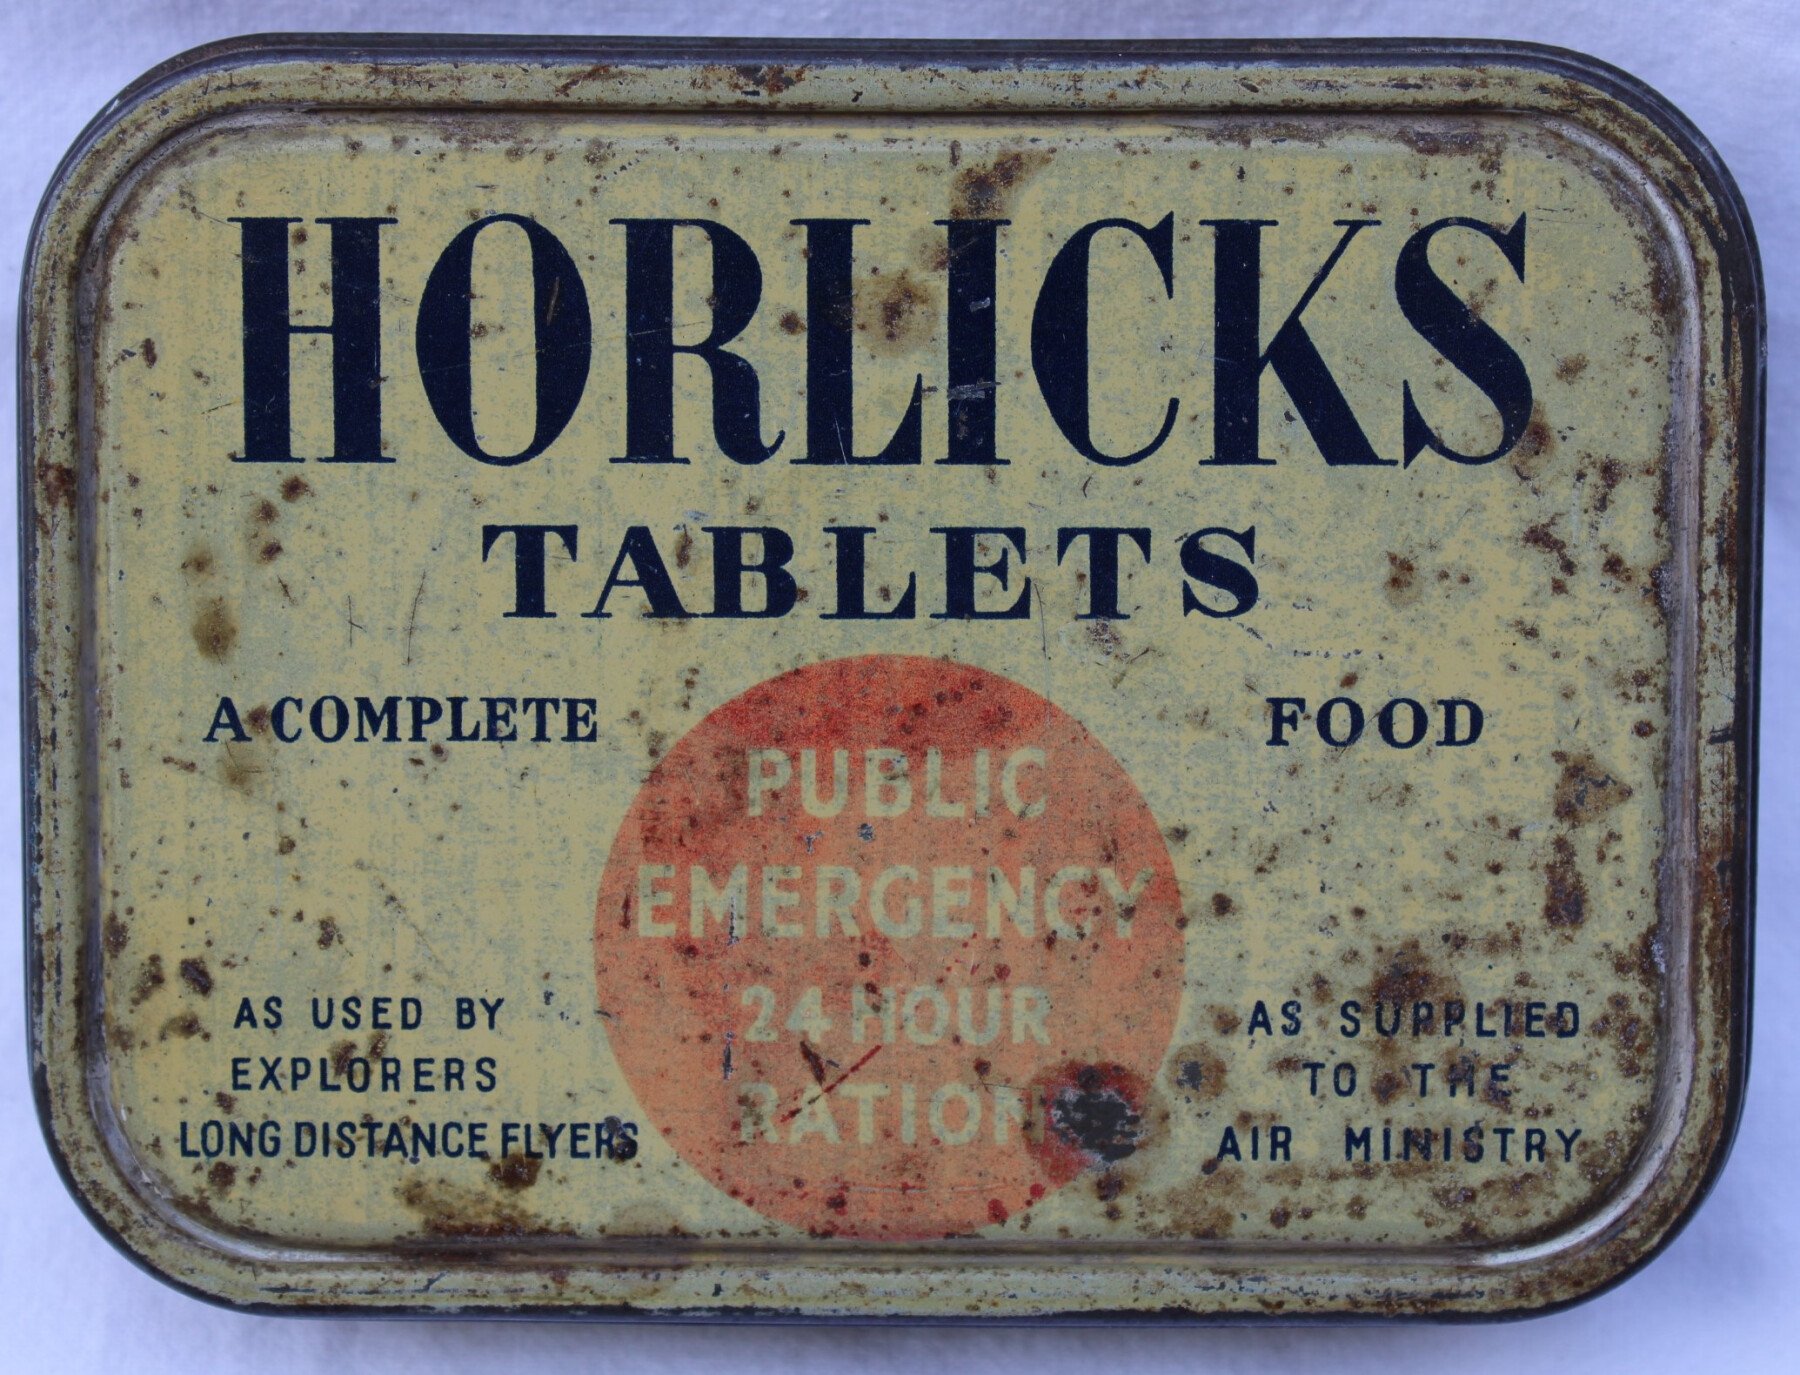 HORLICKS
TABLETS
A COMPLETE FOOD
PUBLIC
EMERGENCY
24 HOUR
RATION
AS USED BY
EXPLORERS
LONG DISTANCE FLYERS
AS SUPPLIED
TO THE
AIR MINISTRY